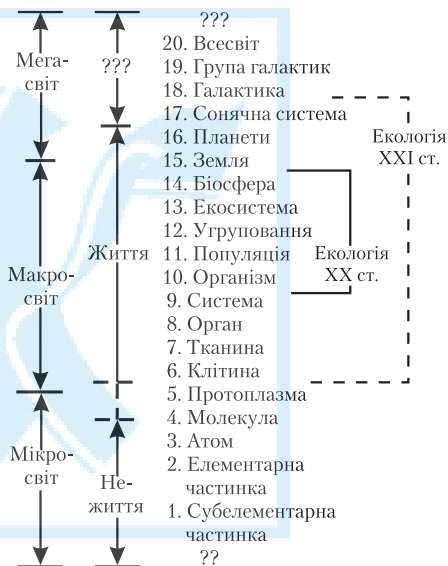 ???
20. Всесвіт
19. Група галактик
18. Галактика
17. Сонячна система
16. Планети
15. Земля
14. Біосфера
13. Екосистема
12. Угруповання
11. Популяція
10. Організм
9. Система
8. Орган
7. Тканина
6. Клітина
5. Протоплазма
4. Молекула
3. Атом
2. Елементарна
частинка
1. Субелементарна
частинка
??
Мега-
світ
Макро-
світ
Мікро-
світ
???
Життя
Не-
життя
Екологія
XX ст.
Екологія
XXI ст.